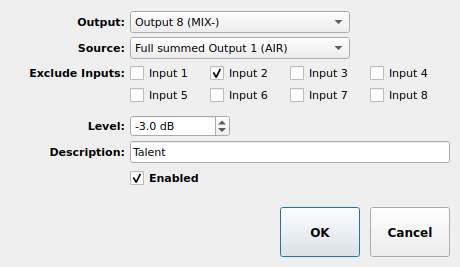 Output: Output 8 (MIX-)
Source: Full summed Output 1 (AIR)
Exclude Inputs: Input 1 Input 2 Input 3 Input 4
Input 5 Input 6 Input 7 Input 8
Level: -3.0 dB
Description: Talent
Enabled
OK Cancel